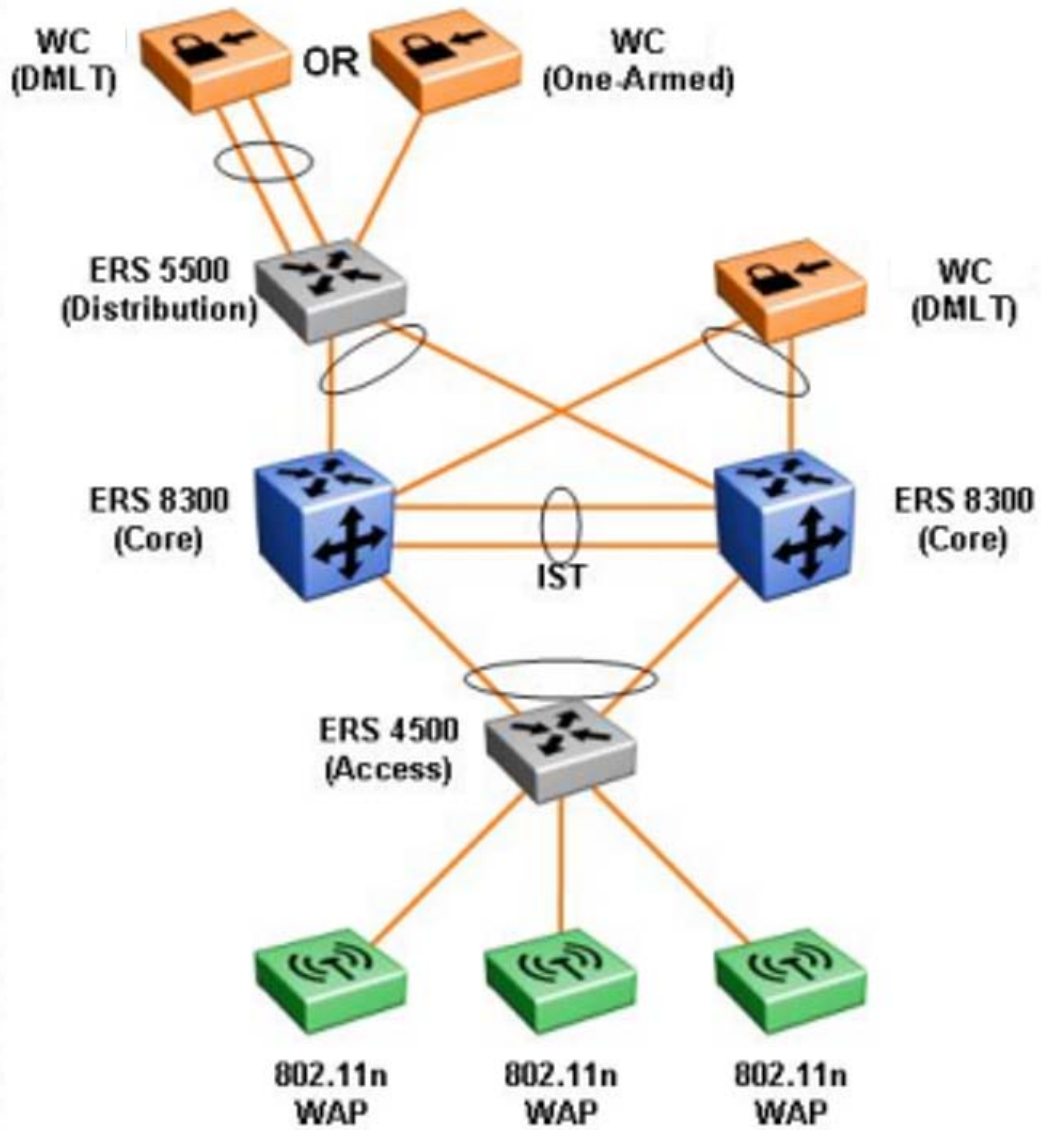 WC
(DMLT)
OR
WC
(One-Armed)
ERS 5500
(Distribution)
WC
(DMLT)
ERS 8300
(Core)
IST
ERS 8300
(Core)
ERS 4500
(Access)
802.11n
WAP
802.11n
WAP
802.11n
WAP